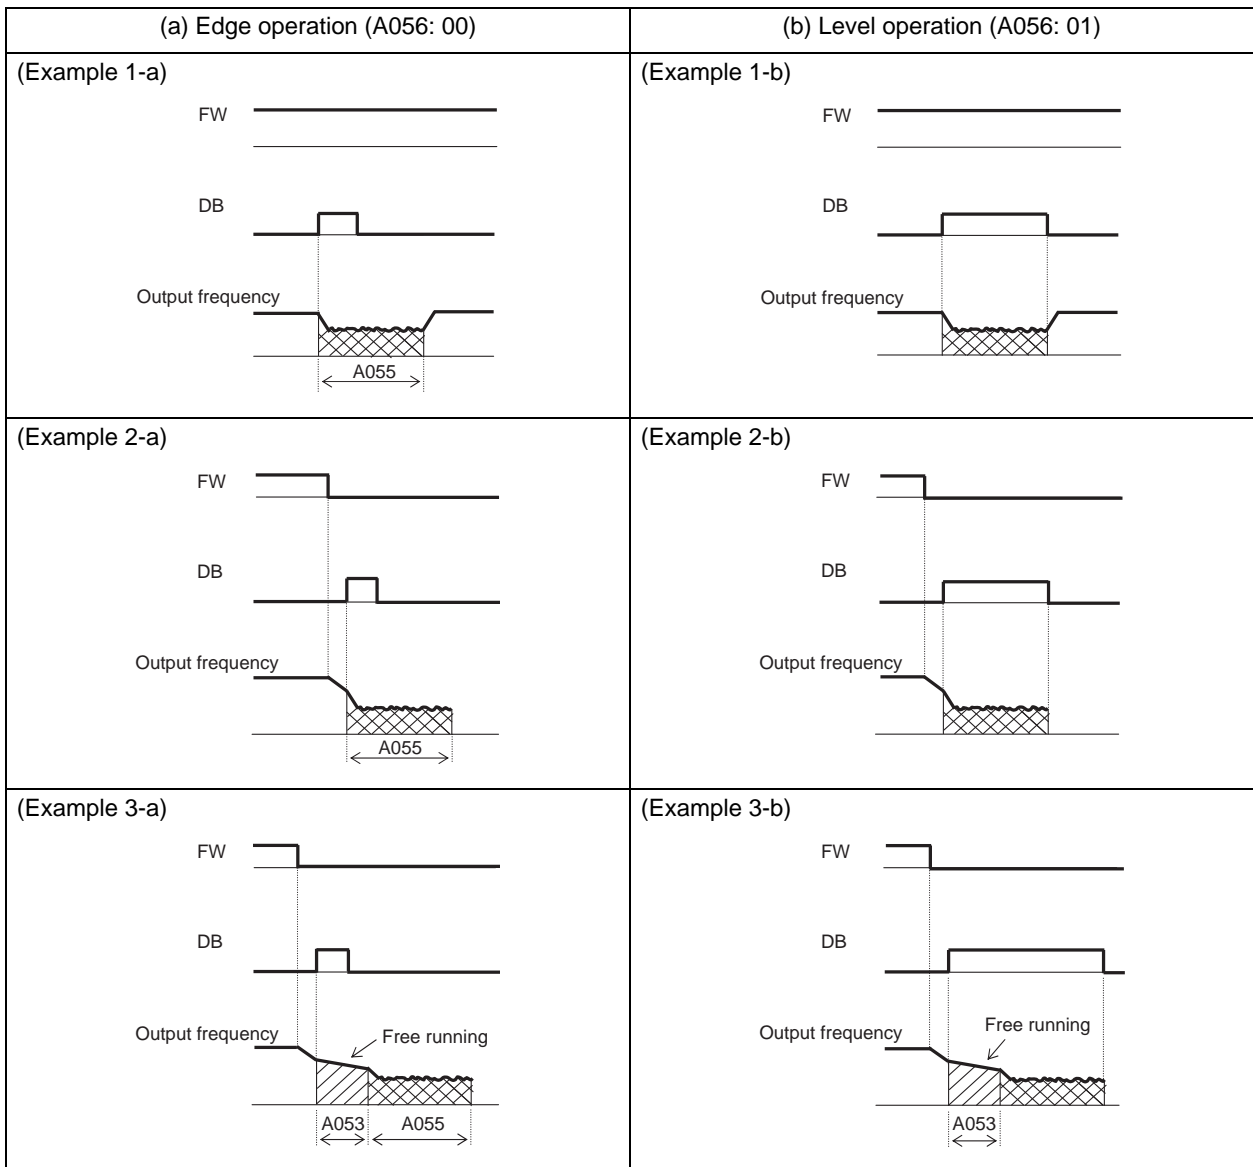 (a) Edge operation (A056: 00)
(b) Level operation (A056: 01)
(Example 1-a)
FW
DB
Output frequency
A055
(Example 1-b)
FW
DB
Output frequency
(Example 2-a)
FW
DB
Output frequency
A055
(Example 2-b)
FW
DB
Output frequency
(Example 3-a)
FW
DB
Output frequency
Free running
A053
A055
(Example 3-b)
FW
DB
Output frequency
Free running
A053